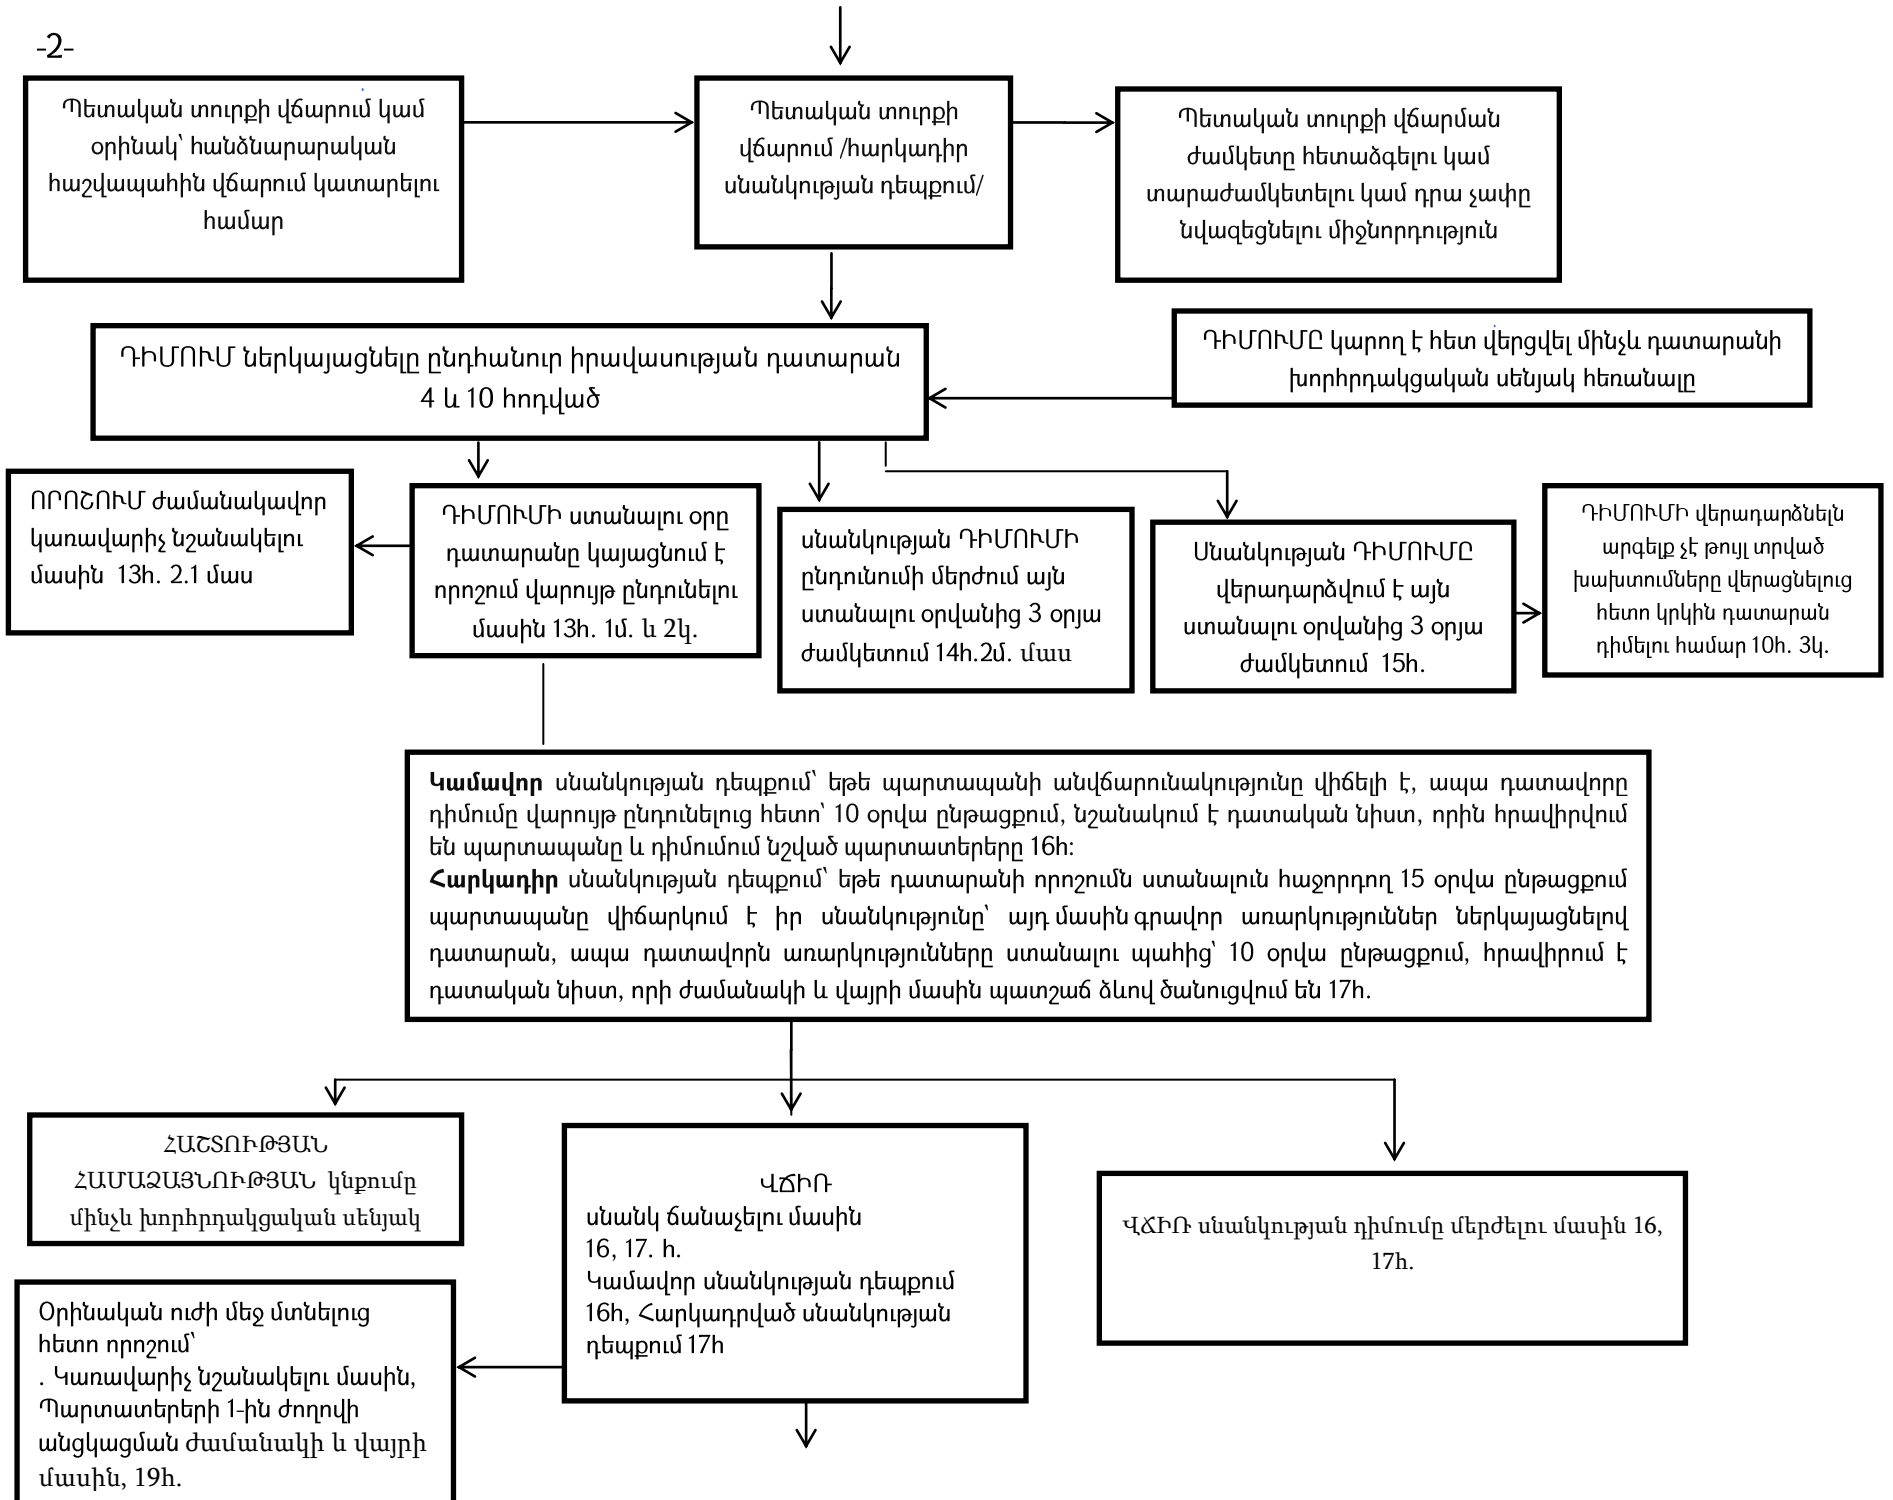 -2-
Պետական տուրքի վճարում կամ
օրինակ՝ հանձնարարական
հաշվապահին վճարում կատարելու
համար
Պետական տուրքի
վճարում /հարկադիր
սնանկության դեպքում/
Պետական տուրքի վճարման
ժամկետը հետաձգելու կամ
տարաժամկետելու կամ դրա չափը
նվազեցնելու միջնորդություն
ԴԻՄՈՒՄ ներկայացնելը ընդհանուր իրավասության դատարան
4 և 10 հոդված
ԴԻՄՈՒՄԸ կարող է հետ վերցվել մինչև դատարանի
խորհրդակցական սենյակ հեռանալը
ՈՐՈՇՈՒՄ ժամանակավոր
կառավարիչ նշանակելու
մասին 13հ. 2.1 մաս
ԴԻՄՈՒՄԻ ստանալու օրը
դատարանը կայացնում է
որոշում վարույթ ընդունելու
մասին 13հ. 1մ. և 2կ.
սնանկության ԴԻՄՈՒՄԻ
ընդունումի մերժում այն
ստանալու օրվանից 3 օրյա
ժամկետում 14հ.2մ. մաս
Սնանկության ԴԻՄՈՒՄԸ
վերադարձվում է այն
ստանալու օրվանից 3 օրյա
ժամկետում 15հ.
ԴԻՄՈՒՄԻ վերադարձնելն
արգելք չէ թույլ տրված
խախտումները վերացնելուց
հետո կրկին դատարան
դիմելու համար 10հ. 3կ.
Կամավոր սնանկության դեպքում՝ եթե պարտապանի անվճարունակությունը վիճելի է, ապա դատավորը
դիմումը վարույթ ընդունելուց հետո՝ 10 օրվա ընթացքում, նշանակում է դատական նիստ, որին հրավիրվում
են պարտապանը և դիմումում նշված պարտատերերը 16հ:
Հարկադիր սնանկության դեպքում՝ եթե դատարանի որոշումն ստանալուն հաջորդող 15 օրվա ընթացքում
պարտապանը վիճարկում է իր սնանկությունը՝ այդ մասին գրավոր առարկություններ ներկայացնելով
դատարան, ապա դատավորն առարկությունները ստանալու պահից՝ 10 օրվա ընթացքում, հրավիրում է
դատական նիստ, որի ժամանակի և վայրի մասին պատշաճ ձևով ծանուցվում են 17հ.
ՀԱՇՏՈՒԹՅԱՆ
ՀԱՄԱՁԱՅՆՈՒԹՅԱՆ կնքումը
մինչև խորհրդակցական սենյակ
ՎՃԻՌ
սնանկ ճանաչելու մասին
16, 17. հ.
Կամավոր սնանկության դեպքում
16հ, Հարկադրված սնանկության
դեպքում 17հ
ՎՃԻՌ սնանկության դիմումը մերժելու մասին 16,
17հ.
Օրինական ուժի մեջ մտնելուց
հետո որոշում՝
. Կառավարիչ նշանակելու մասին,
Պարտատերերի 1-ին ժողովի
անցկացման ժամանակի և վայրի
մասին, 19հ.